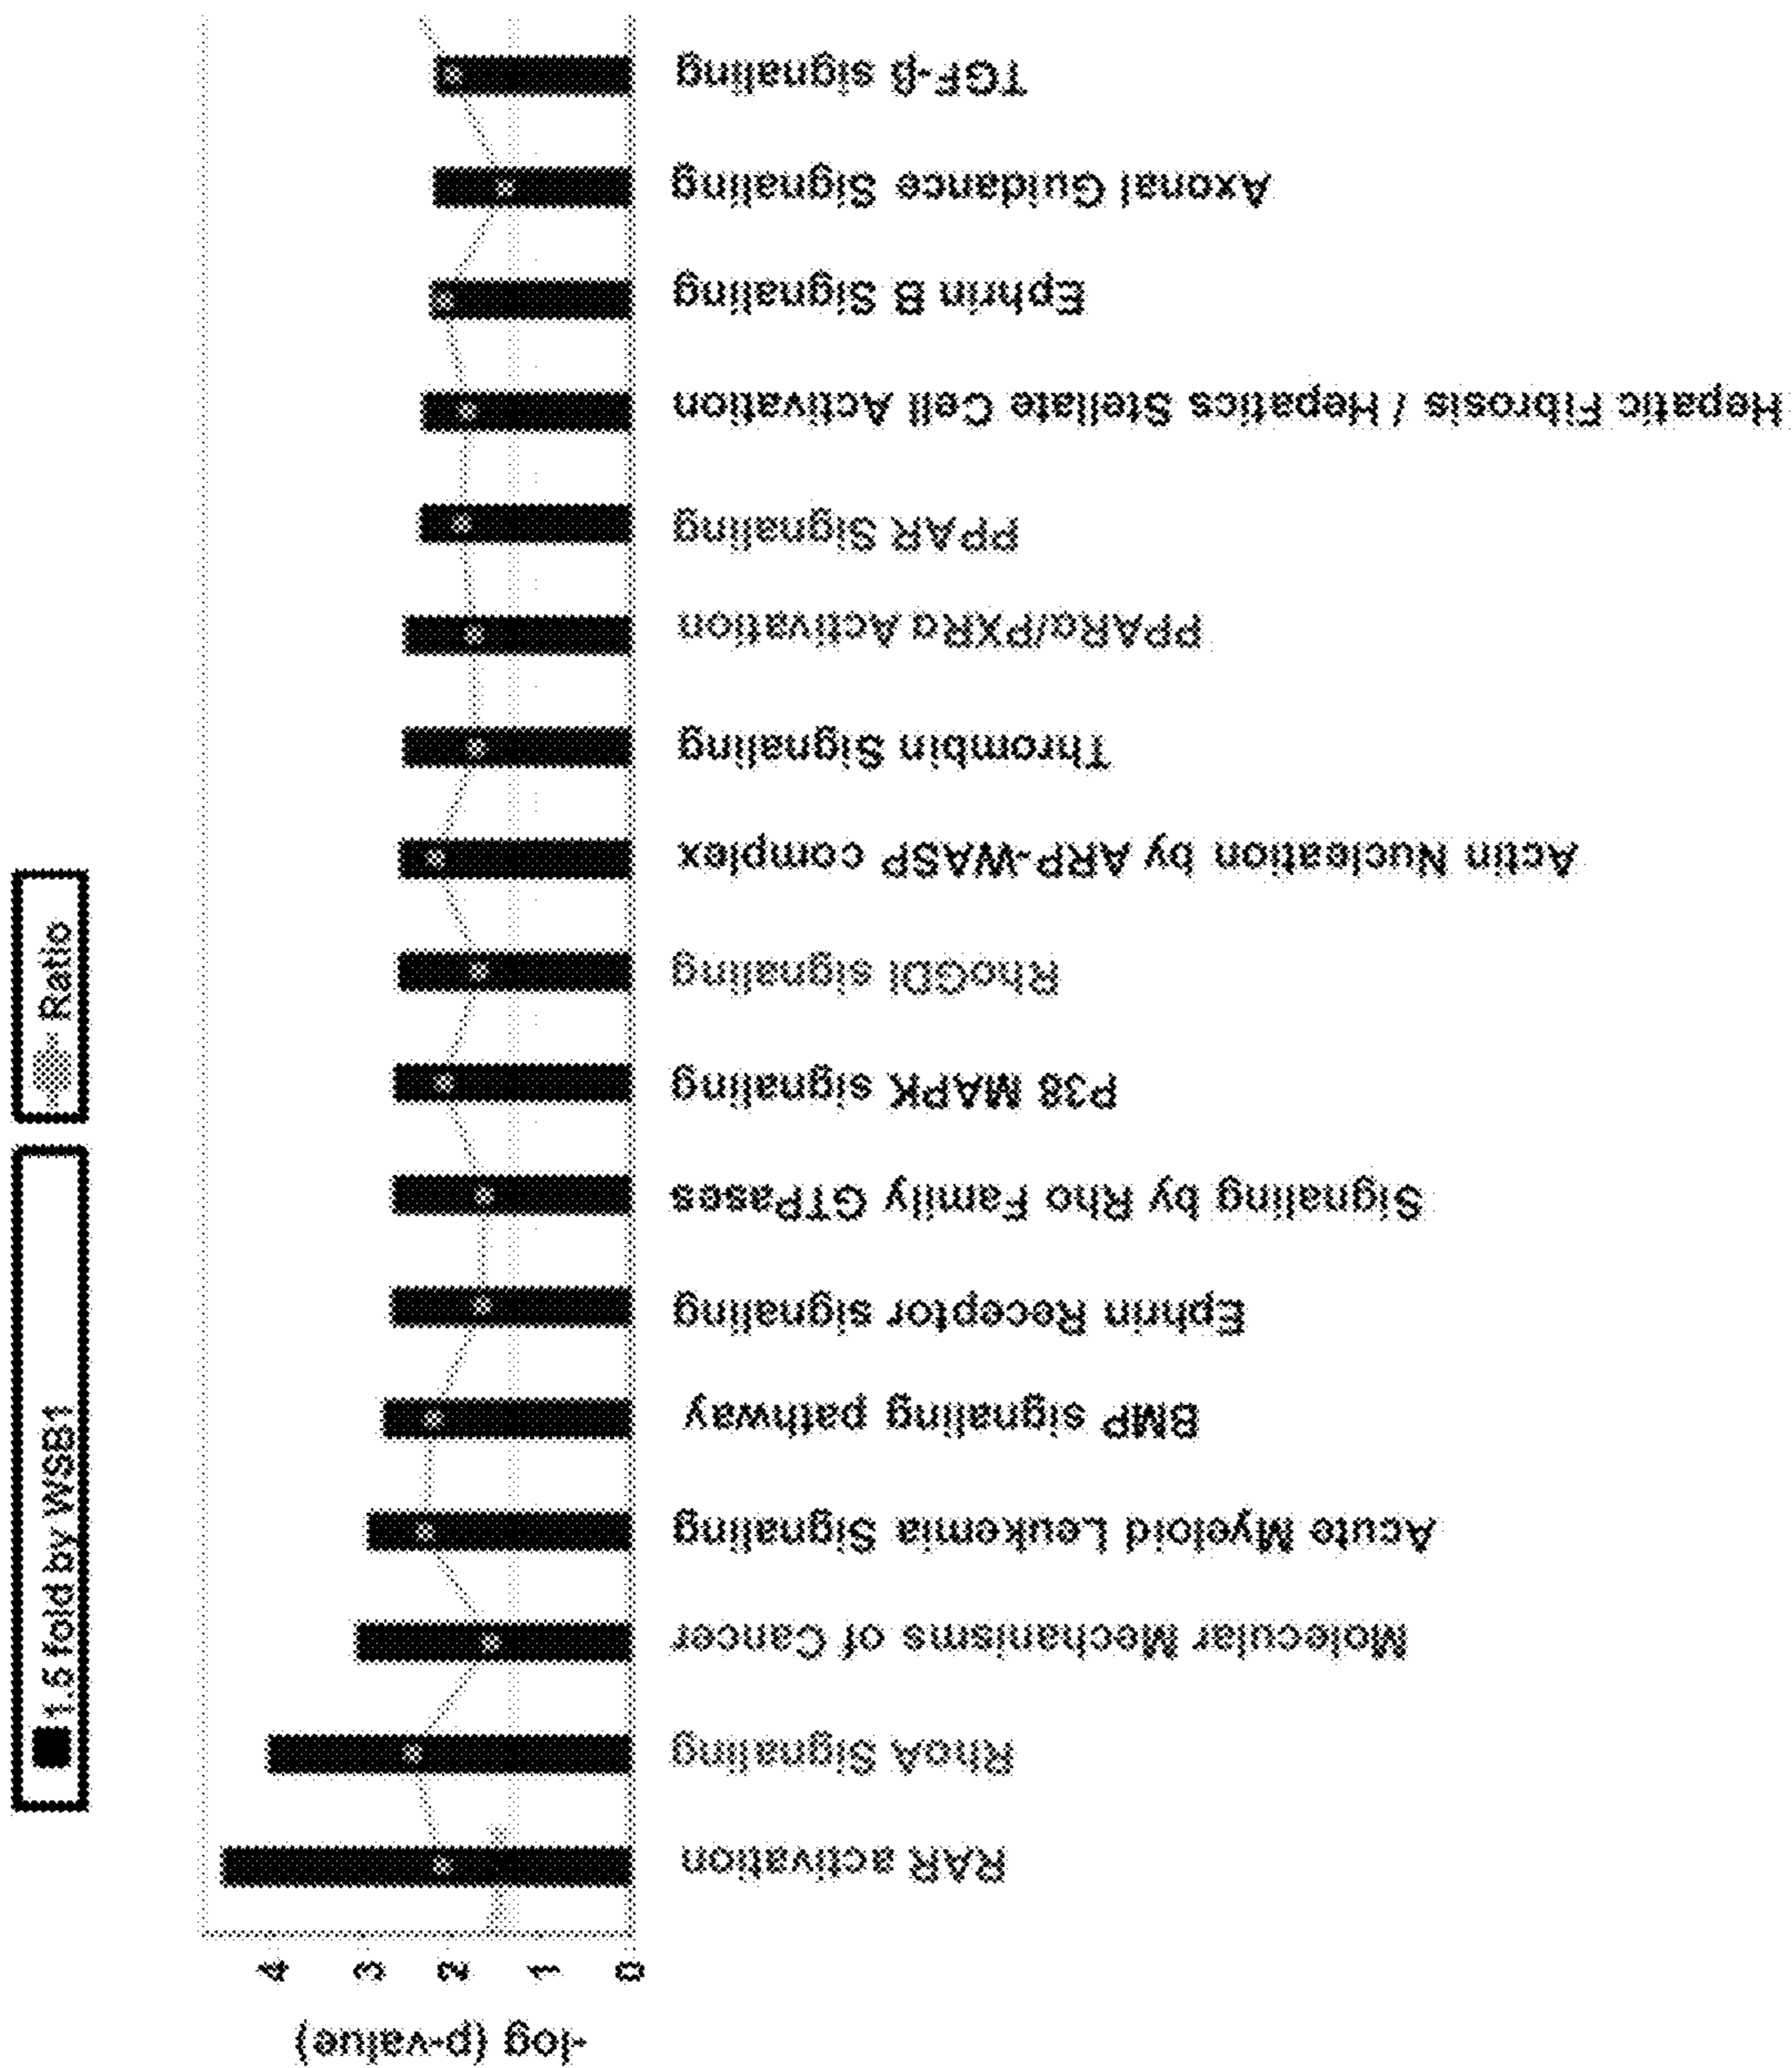 1.5 fold by WSB1
Ratio
-log (p-value)
4
3
2
1
0
RAR activation
RhoA Signaling
Molecular Mechanisms of Cancer
Acute Myeloid Leukemia Signaling
BMP signaling pathway
Ephrin Receptor signaling
Signaling by Rho Family GTPases
P38 MAPK signaling
RhoGDI signaling
Actin Nucleation by ARP-WASP complex
Thrombin Signaling
PPARα/PXRα Activation
PPAR Signaling
Hepatic Fibrosis / Hepatics Stellate Cell Activation
Ephrin B Signaling
Axonal Guidance Signaling
TGF-β signaling